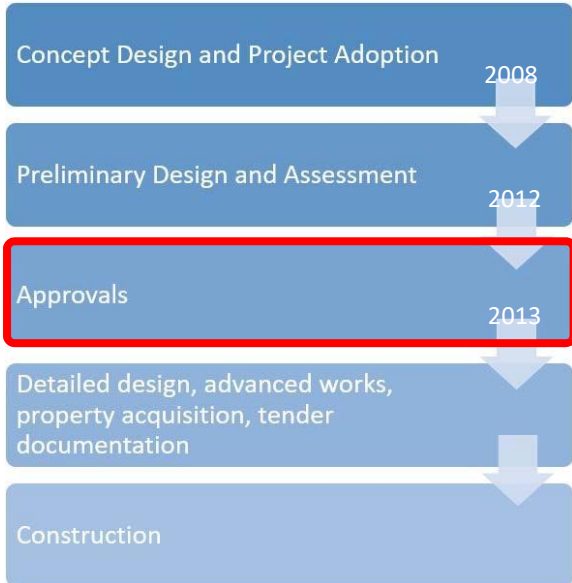 Concept Design and Project Adoption
2008
Preliminary Design and Assessment
2012
Approvals
2013
Detailed design, advanced works,
property acquisition, tender
documentation
Construction